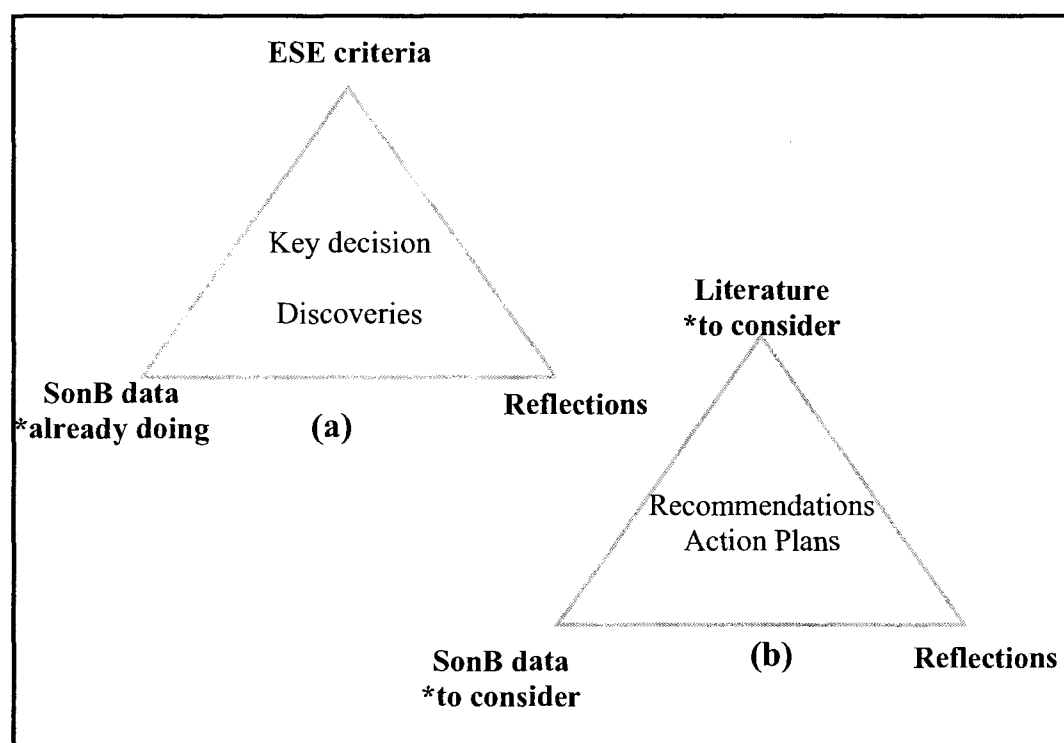 ESE criteria
Key decision
Discoveries
SonB data
*already doing
(a)
Reflections
Literature
*to consider
Recommendations
Action Plans
SonB data
*to consider
(b)
Reflections